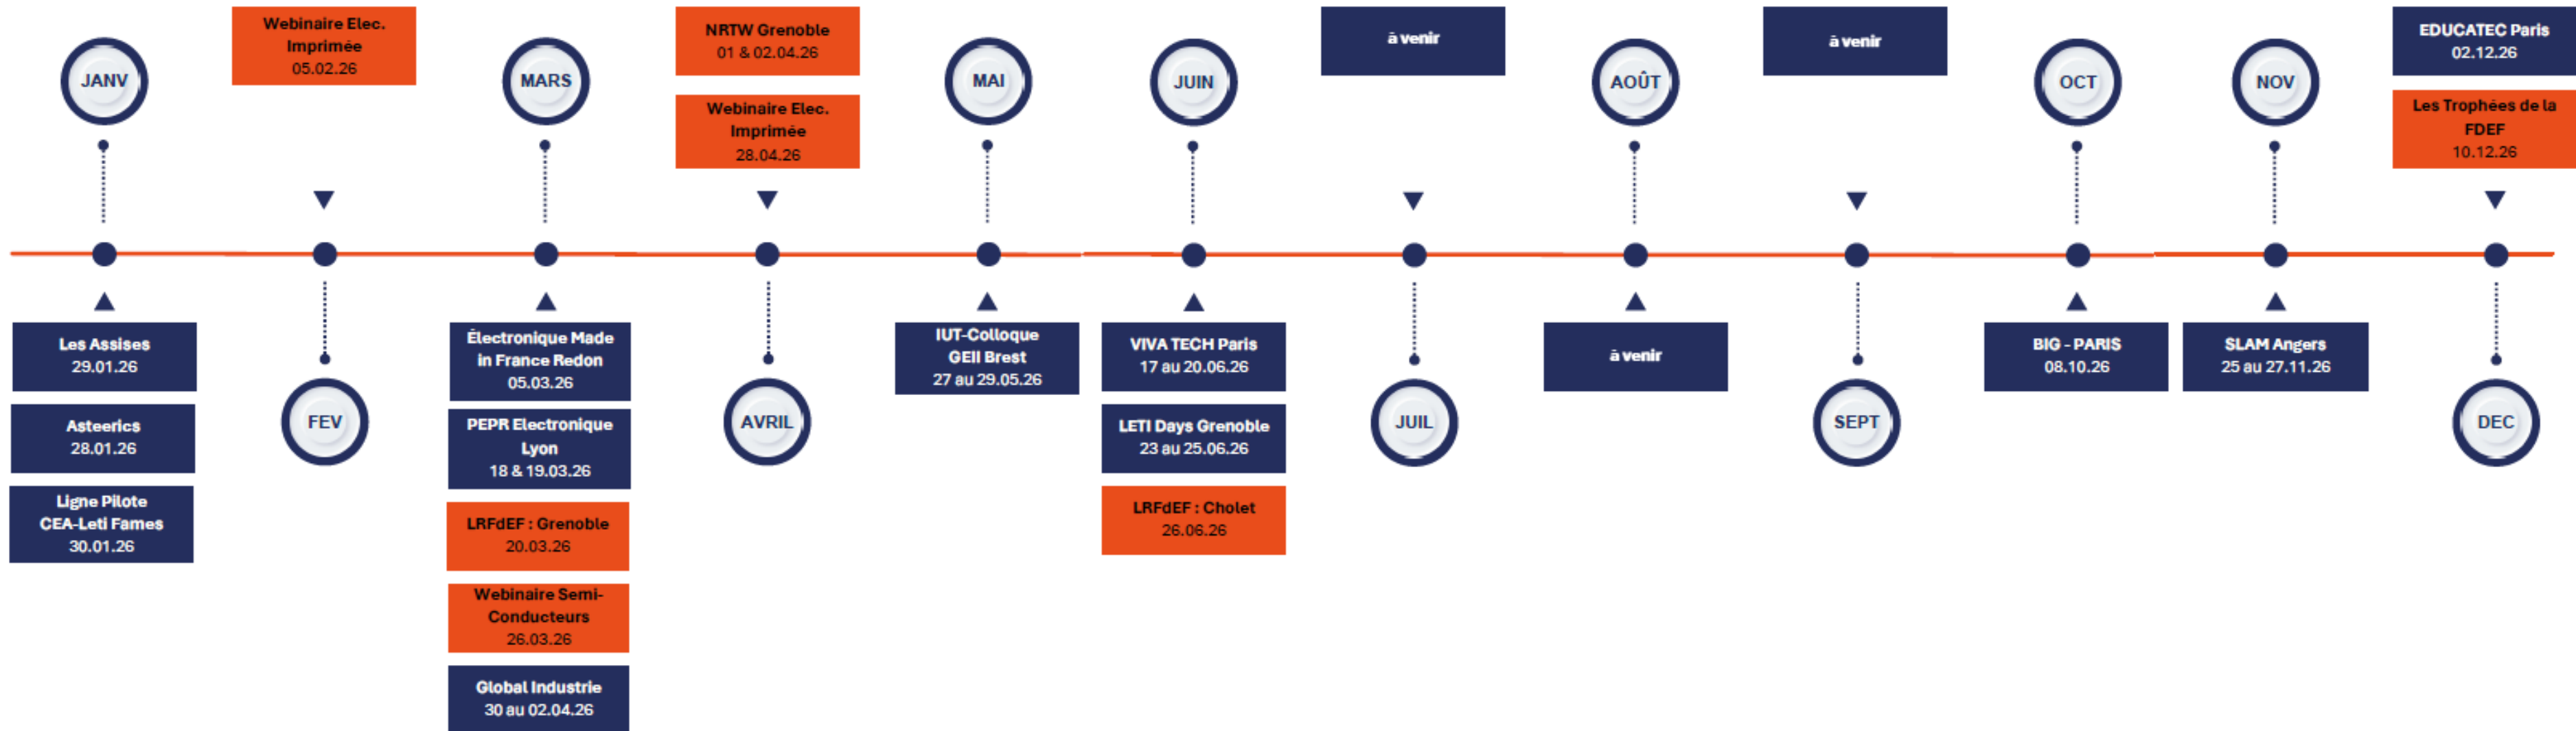 JANV
Les Assises
29.01.26
Asteerics
28.01.26
Ligne Pilote
CEA-Leti Fames
30.01.26
Webinaire Elec.
Imprimée
05.02.26
FEV
MARS
Électronique Made
in France Redon
05.03.26
PEPR Electronique
Lyon
18 & 19.03.26
LRFdEF : Grenoble
20.03.26
Webinaire Semi-
Conducteurs
26.03.26
Global Industrie
30 au 02.04.26
NRTW Grenoble
01 & 02.04.26
Webinaire Elec.
Imprimée
28.04.26
AVRIL
MAI
IUT-Colloque
GEII Brest
27 au 29.05.26
JUIN
VIVA TECH Paris
17 au 20.06.26
LETI Days Grenoble
23 au 25.06.26
LRFdEF : Cholet
26.06.26
à venir
JUIL
AOÛT
à venir
à venir
SEPT
OCT
BIG - PARIS
08.10.26
NOV
SLAM Angers
25 au 27.11.26
EDUCATEC Paris
02.12.26
Les Trophées de la
FDEF
10.12.26
DEC